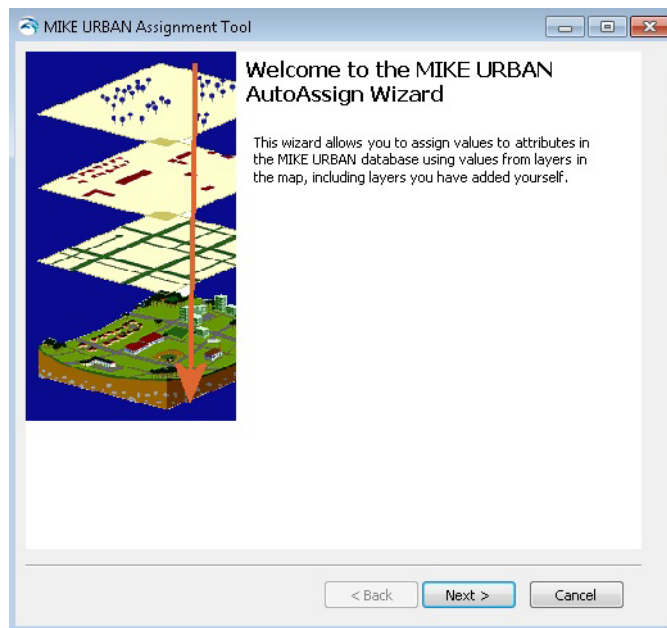 MIKE URBAN Assignment Tool
Welcome to the MIKE URBAN
AutoAssign Wizard
This wizard allows you to assign values to attributes in
the MIKE URBAN database using values from layers in
the map, including layers you have added yourself.
< Back
Next >
Cancel